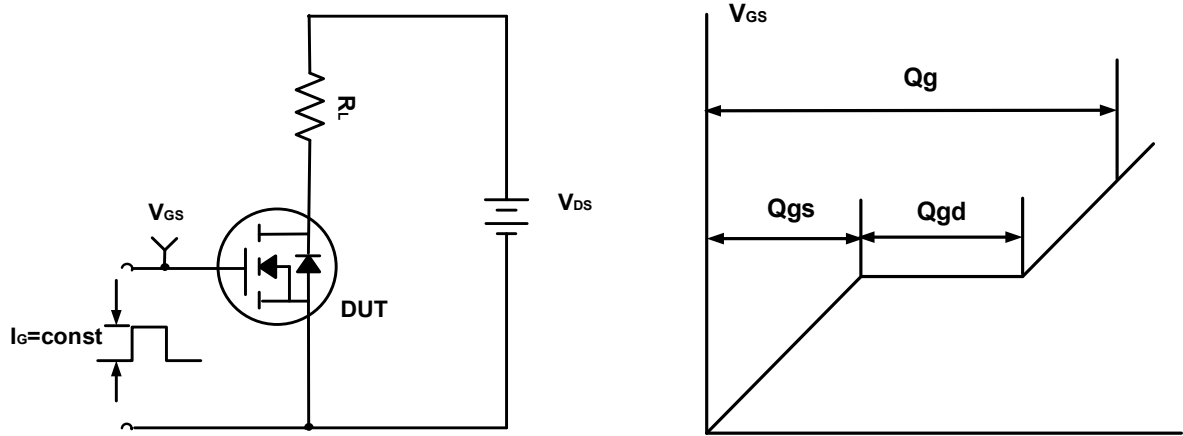 RL
VGS
VDS
DUT
IG=const
VGS
Qg
Qgs
Qgd